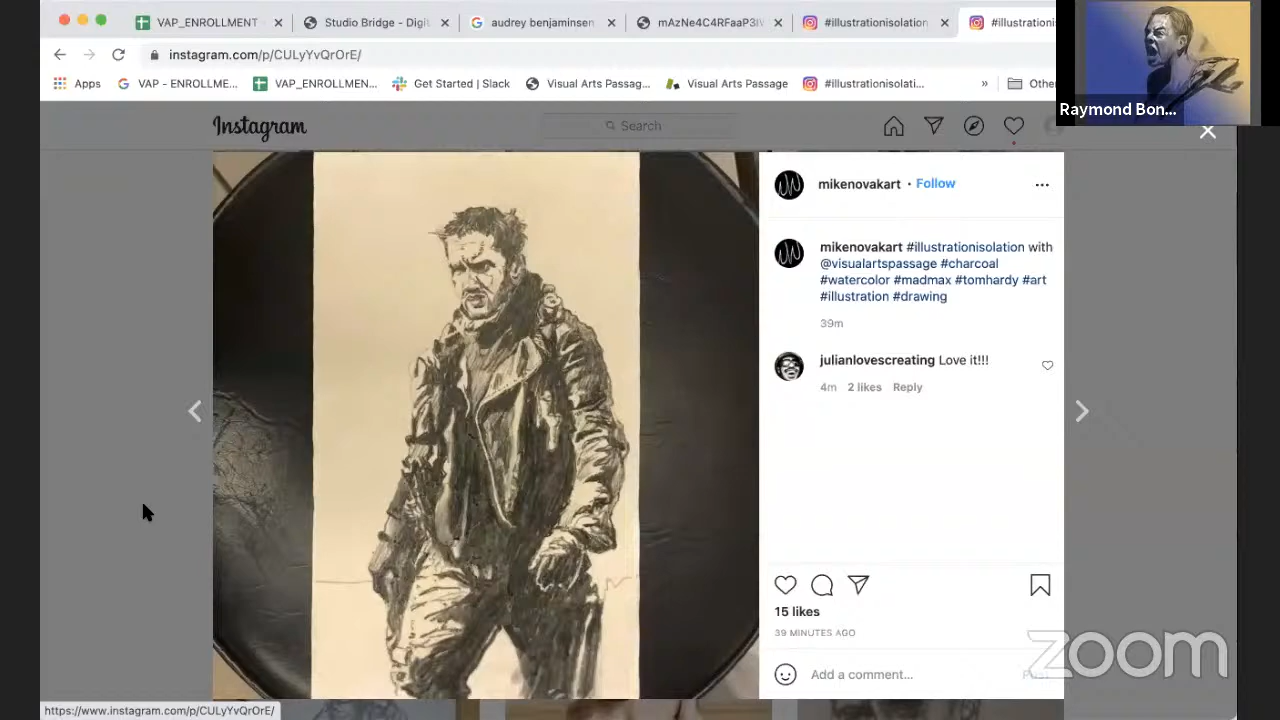 VAP_ENROLLMENT
Studio Bridge - Digi
audrey benjaminsen
mAzNe4C4RFaaP3i
#illustrationisolation
#illustrationis
instagram.com/p/CULyYvQrOrE/
Apps
VAP - ENROLLME...
VAP_ENROLLMEN...
Get Started | Slack
Visual Arts Passag...
Visual Arts Passage
#illustrationisolati...
»
Othe
Raymond Bon...
Instagram
Search
mikenovakart • Follow
mikenovakart #illustrationisolation with
@visualartspassage #charcoal
#watercolor #madmax #tomhardy #art
#illustration #drawing
39m
julianlovescreating Love it!!!
4m 2 likes Reply
15 likes
39 MINUTES AGO
Add a comment...
zoom
https://www.instagram.com/p/CULyYvQrOrE/